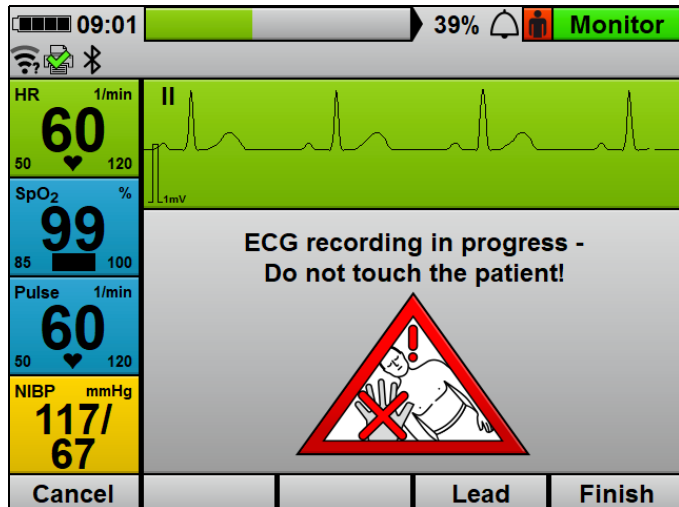 09:01
39%
Monitor
?
HR 1/min
60
50 120
II
1mV
SpO2 %
99
85 100
ECG recording in progress -
Do not touch the patient!
Pulse 1/min
60
50 120
!
NIBP mmHg
117/
67
Cancel
Lead
Finish